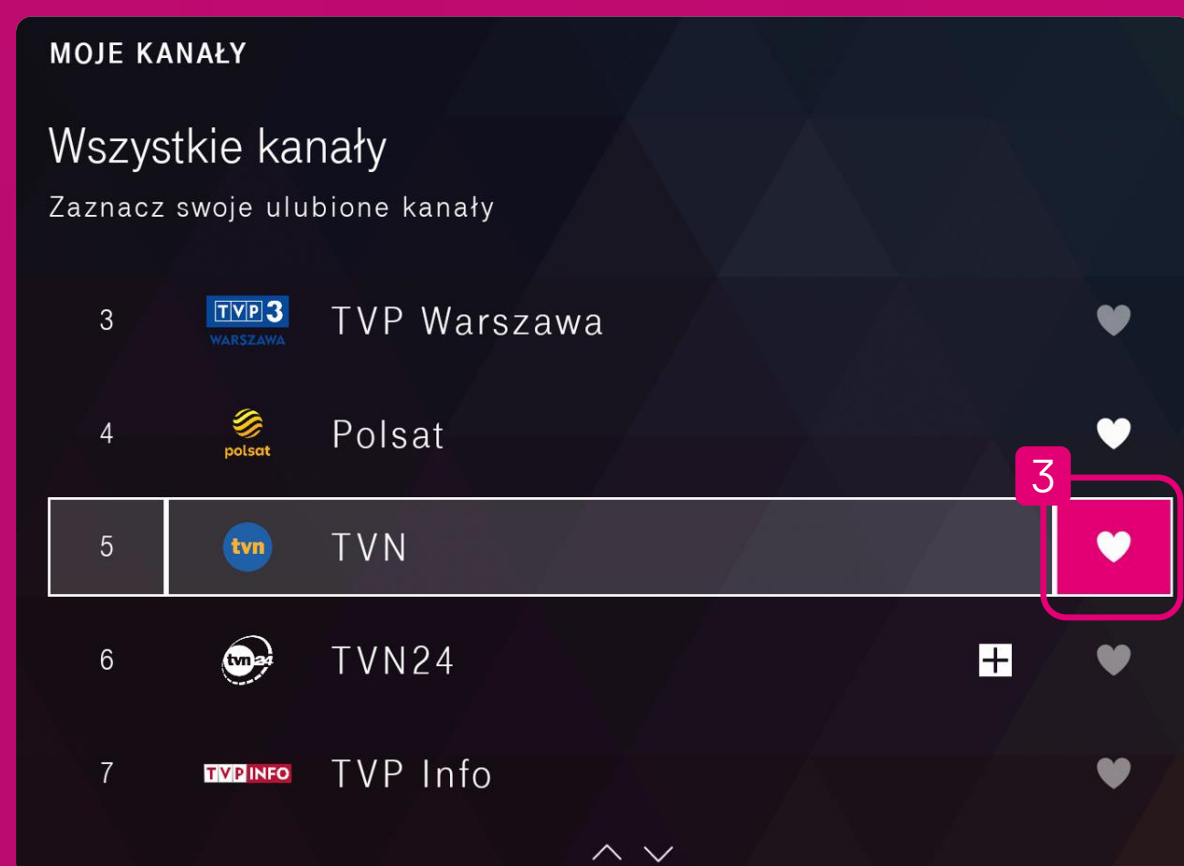 MOJE KANAŁY
Wszystkie kanały
Zaznacz swoje ulubione kanały
3 TVP3 WARSZAWA TVP Warszawa
4 polsat Polsat
3
5 tvn TVN
6 tvn24 TVN24
7 TVP INFO TVP Info